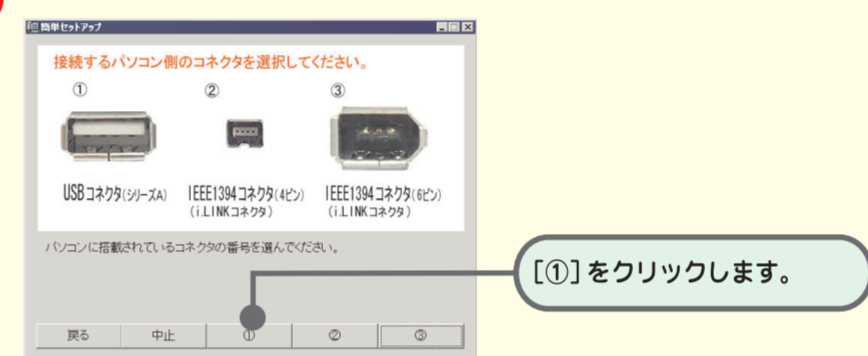 簡単セットアップ
接続するパソコン側のコネクタを選択してください。
① ② ③
USBコネクタ(シリーズA) IEEE1394コネクタ(4ピン) IEEE1394コネクタ(6ピン)
(i.LINKコネクタ) (i.LINKコネクタ)
パソコンに搭載されているコネクタの番号を選んでください。
[①]をクリックします。
戻る 中止 ① ② ③